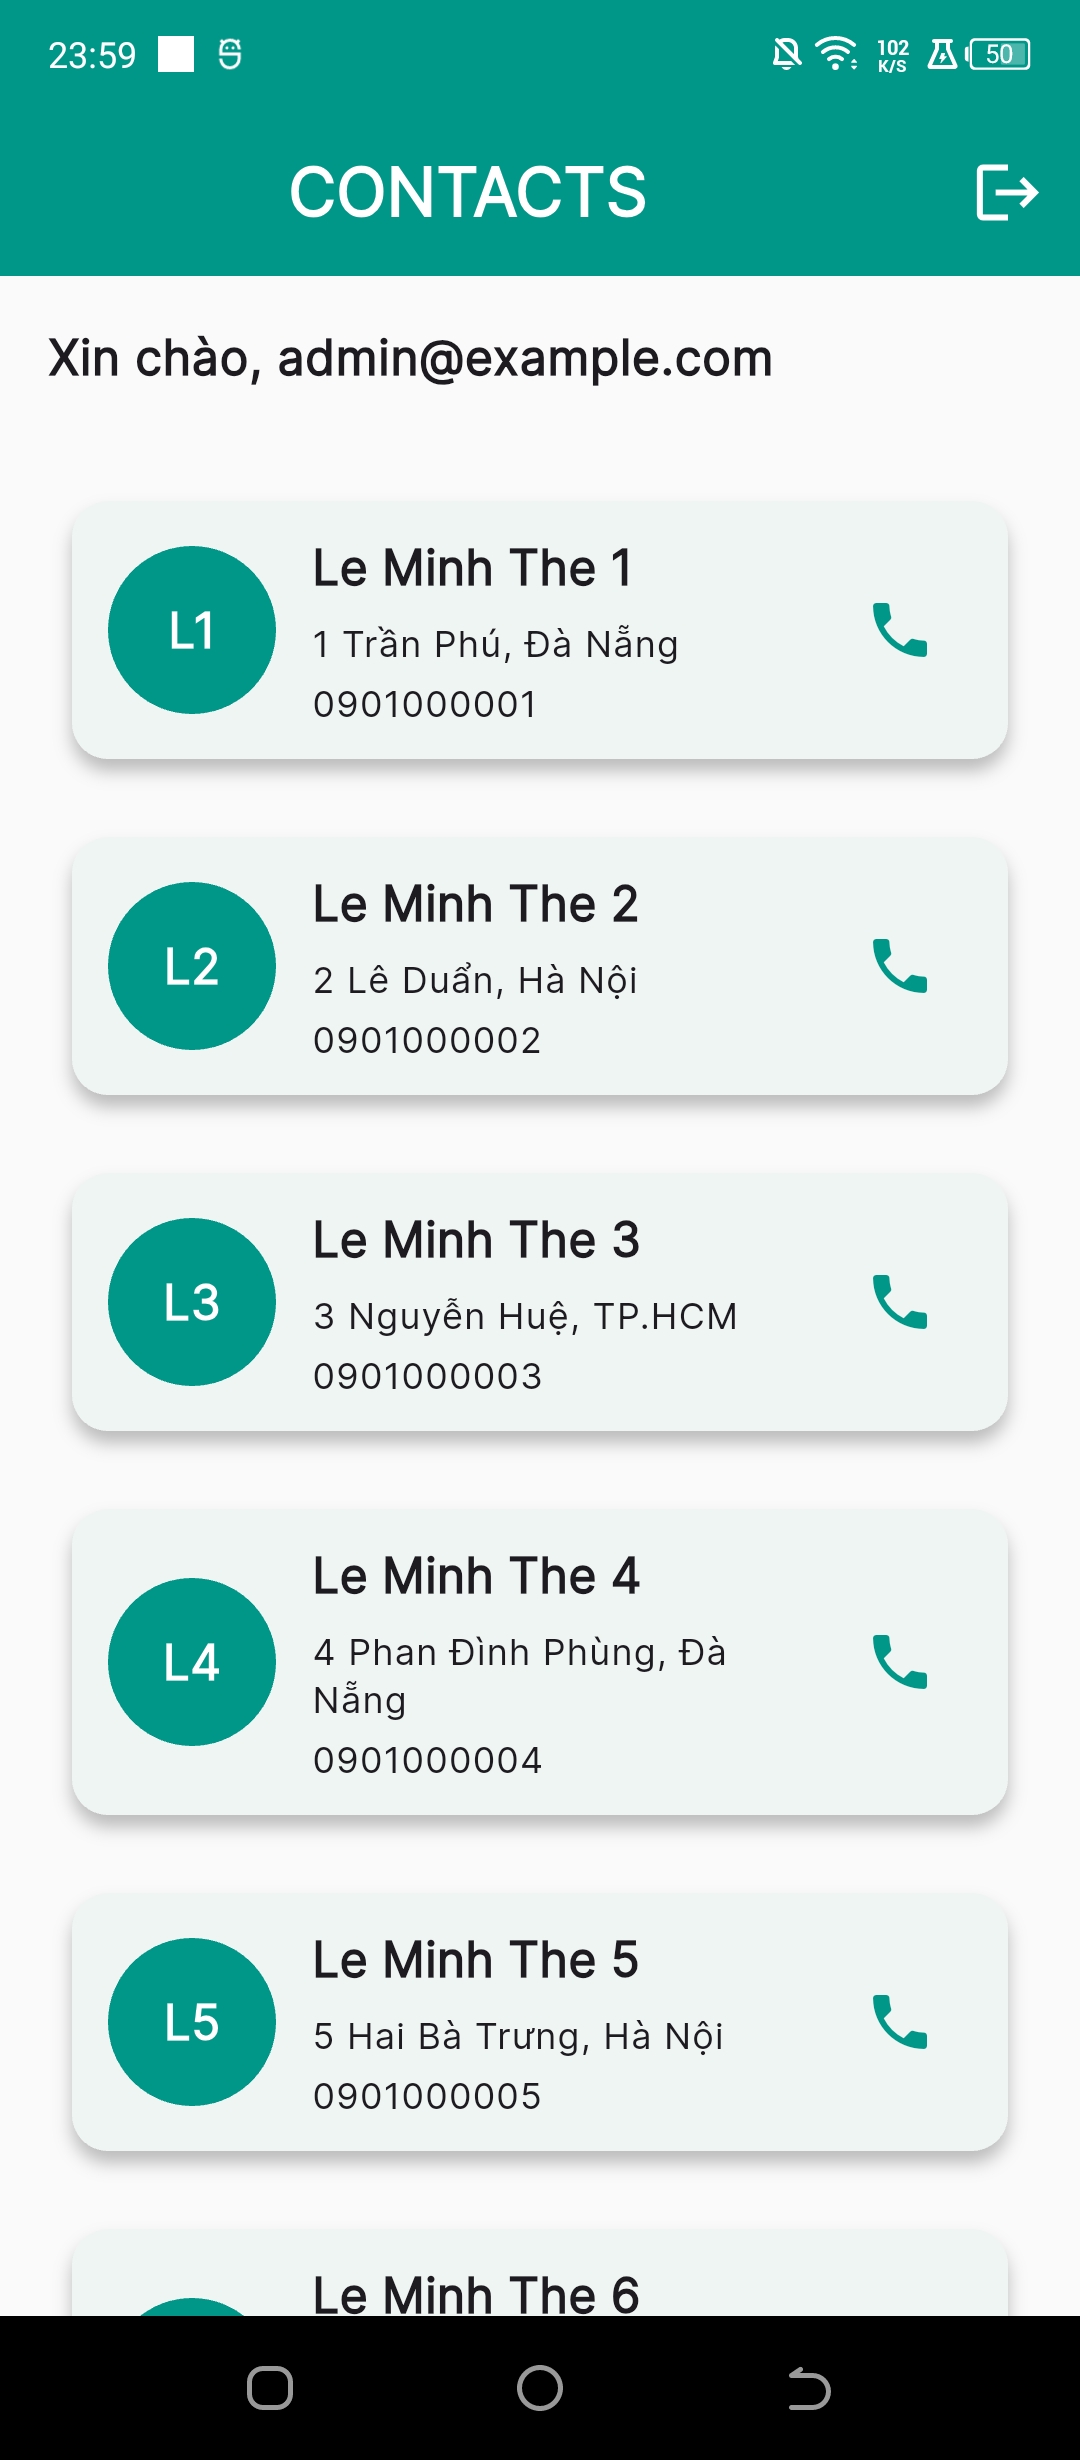 23:59
102
K/S
50
CONTACTS
Xin chào, admin@example.com
L1
Le Minh The 1
1 Trần Phú, Đà Nẵng
0901000001
L2
Le Minh The 2
2 Lê Duẩn, Hà Nội
0901000002
L3
Le Minh The 3
3 Nguyễn Huệ, TP.HCM
0901000003
L4
Le Minh The 4
4 Phan Đình Phùng, Đà
Nẵng
0901000004
L5
Le Minh The 5
5 Hai Bà Trưng, Hà Nội
0901000005
Le Minh The 6